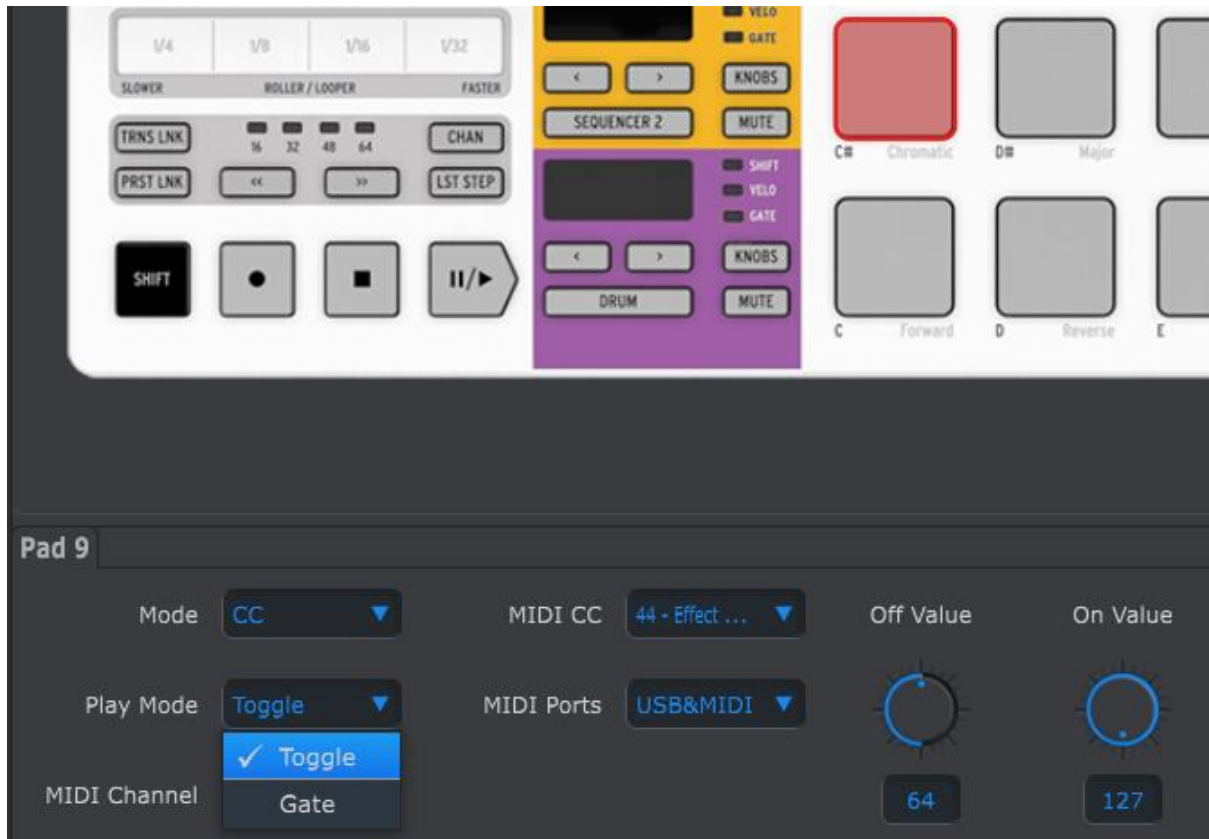 VELO
1/4 1/8 1/16 1/32
GATE
SLOWER ROLLER / LOOPER FASTER
< > KNOBS
SEQUENCER 2 MUTE
TRNS LNK 16 32 48 64 CHAN
C# Chromatic D# Major
SHIFT
PRST LNK << >> LST STEP
VELO
GATE
< > KNOBS
SHIFT
DRUM MUTE
C Forward D Reverse E
Pad 9
Mode CC MIDI CC 44 - Effect ... Off Value On Value
Play Mode Toggle MIDI Ports USB&MIDI
✓ Toggle
MIDI Channel Gate 64 127